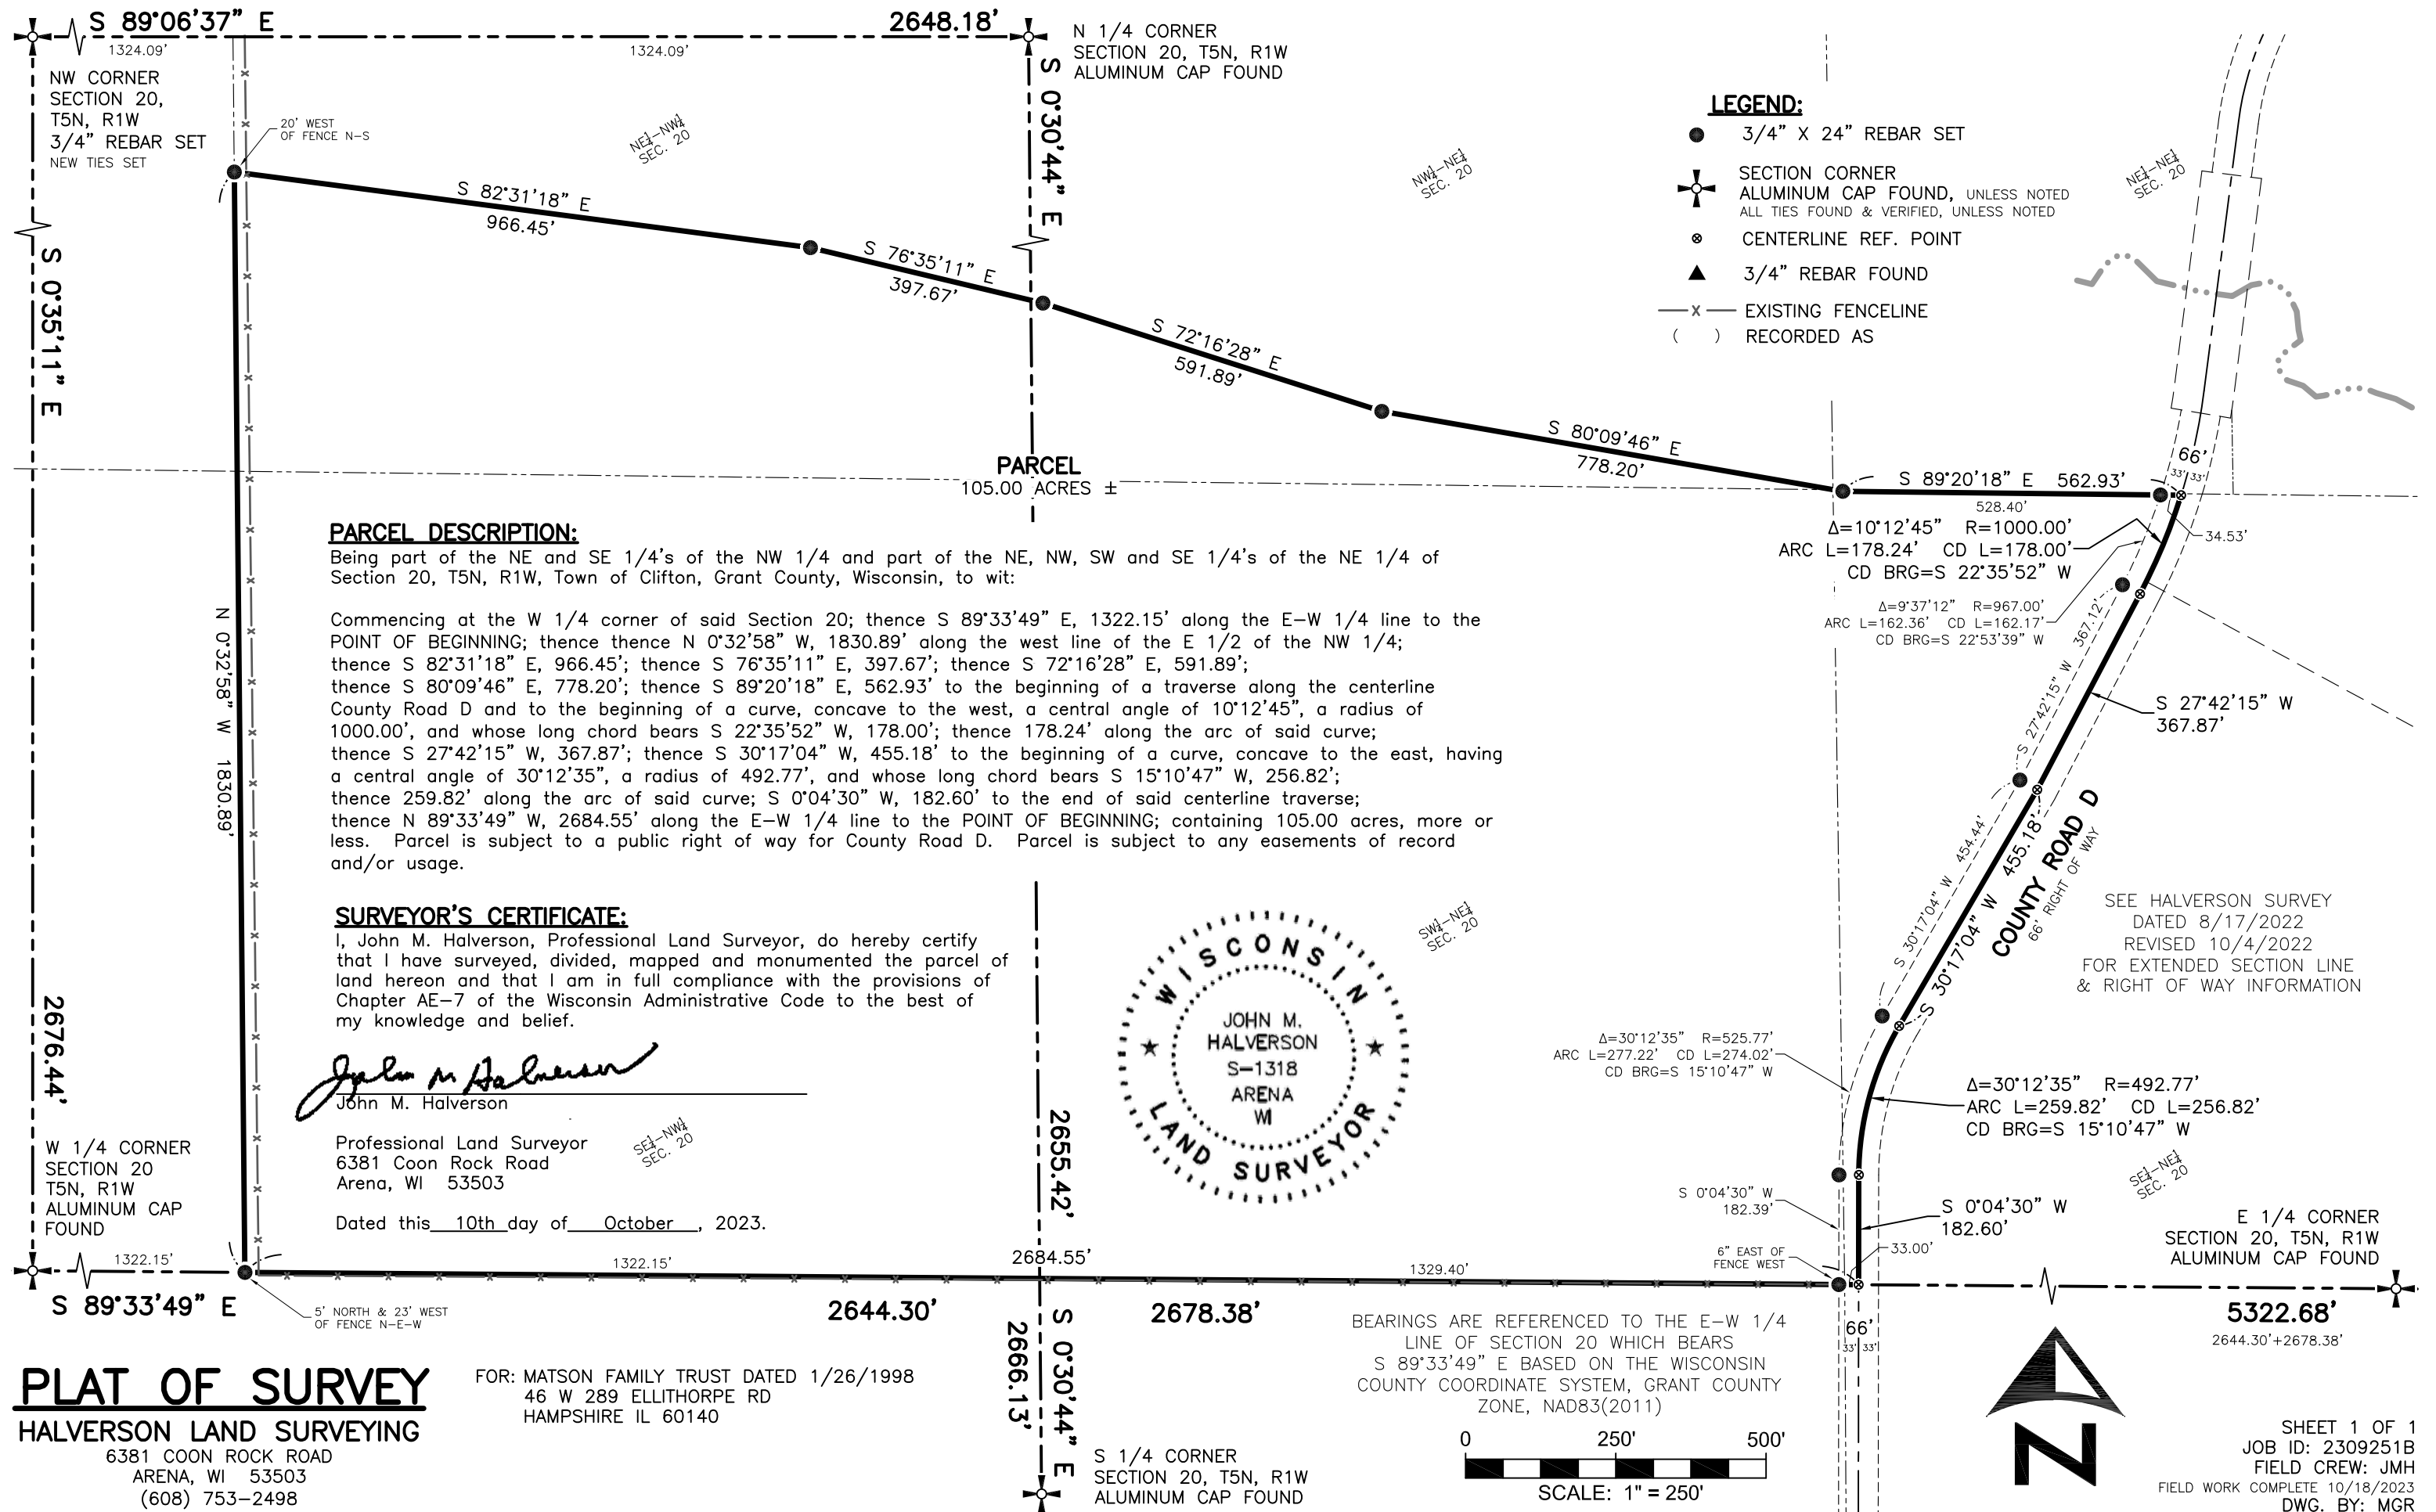 S 89°06'37" E
2648.18'
1324.09'
1324.09'
NW CORNER
SECTION 20,
T5N, R1W
3/4" REBAR SET
NEW TIES SET
20' WEST
OF FENCE N-S
N 1/4 CORNER
SECTION 20, T5N, R1W
ALUMINUM CAP FOUND
S 0°30'44" E
NE¼-NW¼
SEC. 20
NW¼-NE¼
SEC. 20
NE¼-NE¼
SEC. 20
LEGEND:
3/4" X 24" REBAR SET
SECTION CORNER
ALUMINUM CAP FOUND, UNLESS NOTED
ALL TIES FOUND & VERIFIED, UNLESS NOTED
CENTERLINE REF. POINT
3/4" REBAR FOUND
X EXISTING FENCELINE
( ) RECORDED AS
S 0°35'11" E
2676.44'
S 82°31'18" E
966.45'
S 76°35'11" E
397.67'
S 72°16'28" E
591.89'
S 80°09'46" E
778.20'
S 89°20'18" E 562.93'
528.40'
66'
33' 33'
34.53'
PARCEL
105.00 ACRES ±
Δ=10°12'45" R=1000.00'
ARC L=178.24' CD L=178.00'
CD BRG=S 22°35'52" W
Δ=9°37'12" R=967.00'
ARC L=162.36' CD L=162.17'
CD BRG=S 22°53'39" W
S 27°42'15" W 367.12'
S 27°42'15" W
367.87'
N 0°32'58" W 1830.89'
PARCEL DESCRIPTION:
Being part of the NE and SE 1/4's of the NW 1/4 and part of the NE, NW, SW and SE 1/4's of the NE 1/4 of
Section 20, T5N, R1W, Town of Clifton, Grant County, Wisconsin, to wit:
Commencing at the W 1/4 corner of said Section 20; thence S 89°33'49" E, 1322.15' along the E-W 1/4 line to the
POINT OF BEGINNING; thence thence N 0°32'58" W, 1830.89' along the west line of the E 1/2 of the NW 1/4;
thence S 82°31'18" E, 966.45'; thence S 76°35'11" E, 397.67'; thence S 72°16'28" E, 591.89';
thence S 80°09'46" E, 778.20'; thence S 89°20'18" E, 562.93' to the beginning of a traverse along the centerline
County Road D and to the beginning of a curve, concave to the west, a central angle of 10°12'45", a radius of
1000.00', and whose long chord bears S 22°35'52" W, 178.00'; thence 178.24' along the arc of said curve;
thence S 27°42'15" W, 367.87'; thence S 30°17'04" W, 455.18' to the beginning of a curve, concave to the east, having
a central angle of 30°12'35", a radius of 492.77', and whose long chord bears S 15°10'47" W, 256.82';
thence 259.82' along the arc of said curve; S 0°04'30" W, 182.60' to the end of said centerline traverse;
thence N 89°33'49" W, 2684.55' along the E-W 1/4 line to the POINT OF BEGINNING; containing 105.00 acres, more or
less. Parcel is subject to a public right of way for County Road D. Parcel is subject to any easements of record
and/or usage.
SURVEYOR'S CERTIFICATE:
I, John M. Halverson, Professional Land Surveyor, do hereby certify
that I have surveyed, divided, mapped and monumented the parcel of
land hereon and that I am in full compliance with the provisions of
Chapter AE-7 of the Wisconsin Administrative Code to the best of
my knowledge and belief.
John M Halverson
John M. Halverson
Professional Land Surveyor
6381 Coon Rock Road
Arena, WI 53503
Dated this 10th day of October, 2023.
SE¼-NW¼
SEC. 20
WISCONSIN
JOHN M.
HALVERSON
S-1318
ARENA
WI
LAND SURVEYOR
SW¼-NE¼
SEC. 20
S 30°17'04" W 454.44'
S 30°17'04" W 455.18'
COUNTY ROAD D
66' RIGHT OF WAY
SEE HALVERSON SURVEY
DATED 8/17/2022
REVISED 10/4/2022
FOR EXTENDED SECTION LINE
& RIGHT OF WAY INFORMATION
Δ=30°12'35" R=525.77'
ARC L=277.22' CD L=274.02'
CD BRG=S 15°10'47" W
Δ=30°12'35" R=492.77'
ARC L=259.82' CD L=256.82'
CD BRG=S 15°10'47" W
SE¼-NE¼
SEC. 20
S 0°04'30" W
182.39'
S 0°04'30" W
182.60'
33.00'
6" EAST OF
FENCE WEST
E 1/4 CORNER
SECTION 20, T5N, R1W
ALUMINUM CAP FOUND
W 1/4 CORNER
SECTION 20
T5N, R1W
ALUMINUM CAP
FOUND
2655.42'
1322.15'
1322.15'
2684.55'
1329.40'
S 89°33'49" E
5' NORTH & 23' WEST
OF FENCE N-E-W
2644.30'
2678.38'
5322.68'
2644.30'+2678.38'
S 0°30'44" E
2666.13'
66'
33' 33'
BEARINGS ARE REFERENCED TO THE E-W 1/4
LINE OF SECTION 20 WHICH BEARS
S 89°33'49" E BASED ON THE WISCONSIN
COUNTY COORDINATE SYSTEM, GRANT COUNTY
ZONE, NAD83(2011)
0 250' 500'
SCALE: 1" = 250'
N
PLAT OF SURVEY
HALVERSON LAND SURVEYING
6381 COON ROCK ROAD
ARENA, WI 53503
(608) 753-2498
FOR: MATSON FAMILY TRUST DATED 1/26/1998
46 W 289 ELLITHORPE RD
HAMPSHIRE IL 60140
S 1/4 CORNER
SECTION 20, T5N, R1W
ALUMINUM CAP FOUND
SHEET 1 OF 1
JOB ID: 2309251B
FIELD CREW: JMH
FIELD WORK COMPLETE 10/18/2023
DWG. BY: MGR